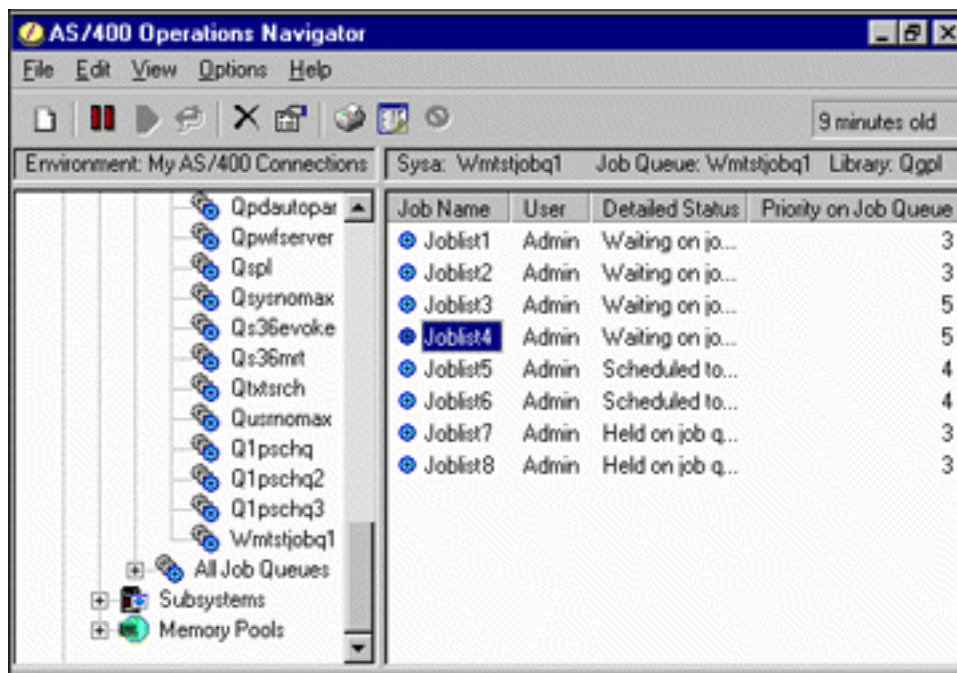 AS/400 Operations Navigator
File Edit View Options Help
9 minutes old
Environment: My AS/400 Connections
Sysa: Wmtstjobq1 Job Queue: Wmtstjobq1 Library: Qgpl
Qpdautopar
Qpwfserver
Qspl
Qsysnomax
Qs36evoke
Qs36mrt
Qtxtsrch
Qusrnomax
Q1pschq
Q1pschq2
Q1pschq3
Wmtstjobq1
All Job Queues
Subsystems
Memory Pools
Job Name User Detailed Status Priority on Job Queue
Joblist1 Admin Waiting on jo... 3
Joblist2 Admin Waiting on jo... 3
Joblist3 Admin Waiting on jo... 5
Joblist4 Admin Waiting on jo... 5
Joblist5 Admin Scheduled to... 4
Joblist6 Admin Scheduled to... 4
Joblist7 Admin Held on job q... 3
Joblist8 Admin Held on job q... 3